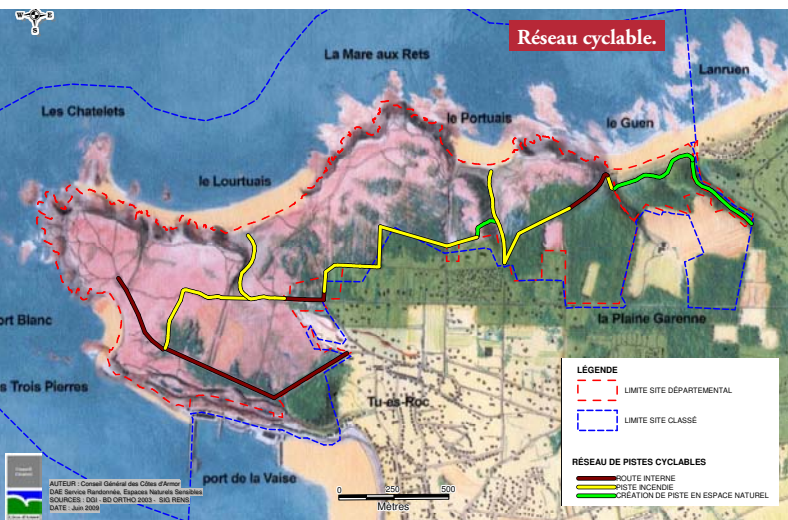 W E
S
Réseau cyclable.
La Mare aux Rets
Lanruen
Les Chatelets
le Portuais
le Guen
le Lourtuais
ort Blanc
la Plaine Garenne
s Trois Pierres
Tu-es-Roc
port de la Vaise
LÉGENDE
LIMITE SITE DÉPARTEMENTAL
LIMITE SITE CLASSÉ
RÉSEAU DE PISTES CYCLABLES
ROUTE INTERNE
PISTE INCENDIE
CRÉATION DE PISTE EN ESPACE NATUREL
0 250 500
Mètres
AUTEUR : Conseil Général des Côtes d'Armor
DAE Service Randonnée, Espaces Naturels Sensibles
SOURCES : DGI - BD ORTHO 2003 - SIG RENS
DATE : Juin 2009